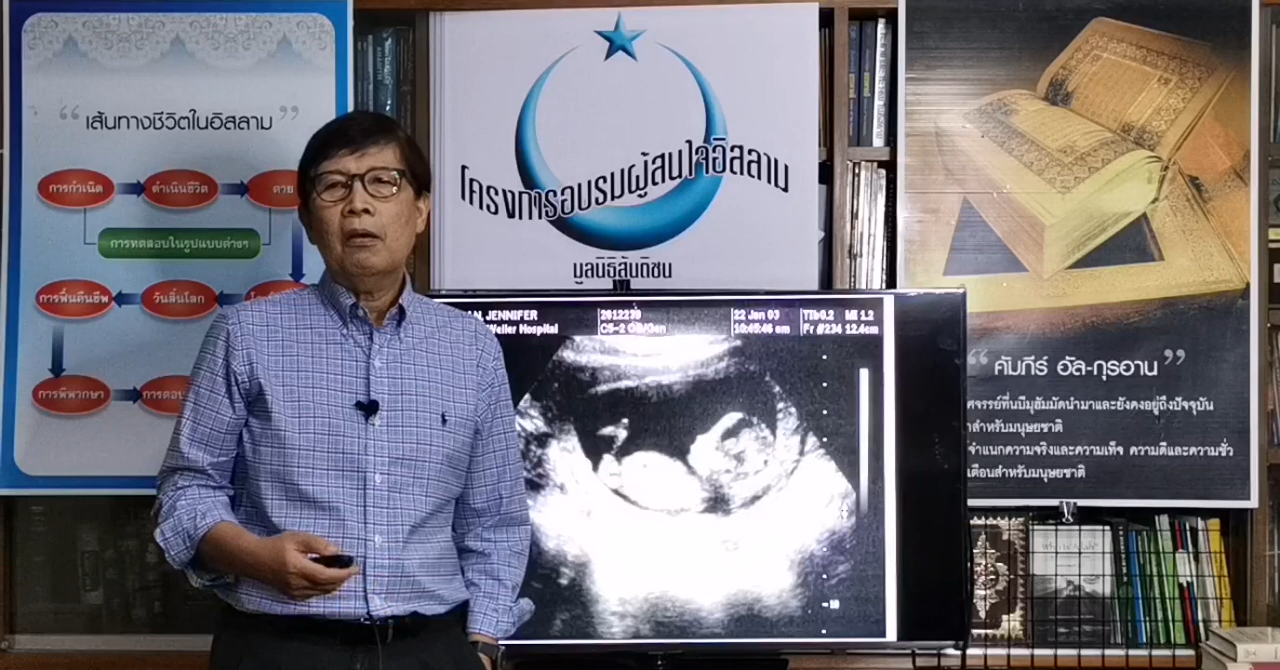 “ เส้นทางชีวิตในอิสลาม ”
การกำเนิด
ดำเนินชีวิต
ตาย
การทดสอบในรูปแบบต่างๆ
การฟื้นคืนชีพ
วันสิ้นโลก
การพิพากษา
การตอบ
โครงการอบรมผู้สนใจอิสลาม
มูลนิธิสันติชน
AN, JENNIFER
2612239
22 Jan 03
TIb0.2 MI 1.2
Weiler Hospital
C5-2 OB/Gen
10:45:46 am
Fr #234 12.4cm
“ คัมภีร์ อัล-กุรอาน ”
ศจรรย์ที่นบีมุฮัมมัดนำมาและยังคงอยู่ถึงปัจจุบัน
สำหรับมนุษยชาติ
จำแนกความจริงและความเท็จ ความดีและความชั่ว
เตือนสำหรับมนุษยชาติ